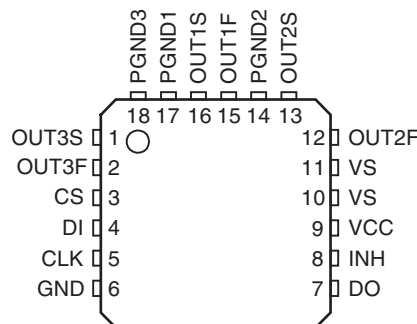 PGND3 PGND1 OUT1S OUT1F PGND2 OUT2S
18 17 16 15 14 13
OUT3S 1 12 OUT2F
OUT3F 2 11 VS
CS 3 10 VS
DI 4 9 VCC
CLK 5 8 INH
GND 6 7 DO